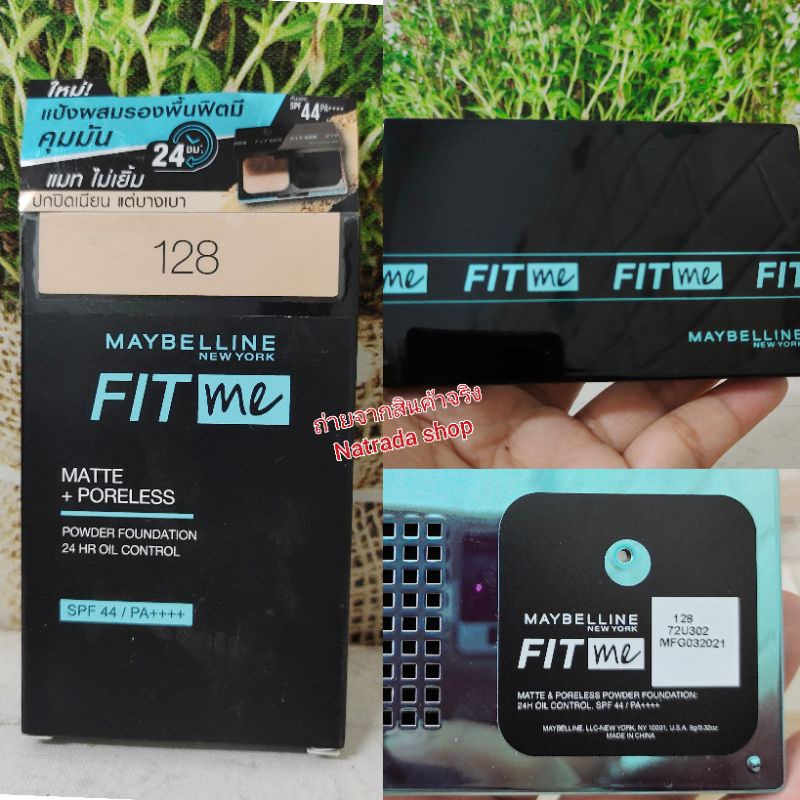 ใหม่!
แป้งผสมรองพื้นฟิตมี
คุมมัน
24 ชม.
แมท ไม่เยิ้ม
ปกปิดเนียน แต่บางเบา
SPF 44 PA++++
128
MAYBELLINE
NEW YORK
FIT me
MATTE
+ PORELESS
POWDER FOUNDATION
24 HR OIL CONTROL
SPF 44 / PA++++
ถ่ายจากสินค้าจริง
Natrada shop
me FIT me FIT me FIT
MAYBELLINE
NEW YORK
MAYBELLINE
NEW YORK
FIT me
128
72U302
MFG032021
MATTE & PORELESS POWDER FOUNDATION:
24H OIL CONTROL, SPF 44 / PA++++
MAYBELLINE, LLC-NEW YORK, NY 10001, U.S.A. 9g/0.32oz
MADE IN CHINA